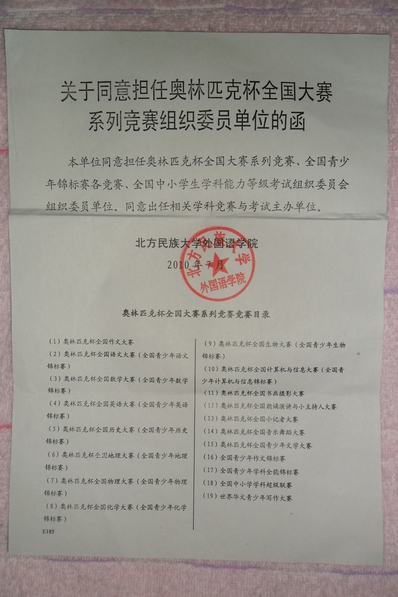 关于同意担任奥林匹克杯全国大赛
系列竞赛组织委员单位的函
本单位同意担任奥林匹克杯全国大赛系列竞赛、全国青少
年锦标赛各竞赛、全国中小学生学科能力等级考试组织委员会
组织委员单位。同意出任相关学科竞赛与考试主办单位。
北方民族大学外国语学院
2010年7月
北方民族大学
外国语学院
奥林匹克杯全国大赛系列竞赛竞赛目录
(1)奥林匹克杯全国作文大赛
(2)奥林匹克杯全国语文大赛(全国青少年语文
锦标赛)
(3)奥林匹克杯全国数学大赛(全国青少年数学
锦标赛)
(4)奥林匹克杯全国英语大赛(全国青少年英语
锦标赛)
(5)奥林匹克杯全国历史大赛(全国青少年历史
锦标赛)
(6)奥林匹克杯全国地理大赛(全国青少年地理
锦标赛)
(7)奥林匹克杯全国物理大赛(全国青少年物理
锦标赛)
(8)奥林匹克杯全国化学大赛(全国青少年化学
锦标赛)
(9)奥林匹克杯全国生物大赛(全国青少年生物
锦标赛)
(10)奥林匹克杯全国计算机与信息大赛(全国青
少年计算机与信息锦标赛)
(11)奥林匹克杯全国书画摄影大赛
(12)奥林匹克杯全国朗诵演讲与小主持人大赛
(13)奥林匹克杯全国小记者大赛
(14)奥林匹克杯全国音乐舞蹈大赛
(15)奥林匹克杯全国青少年文学大赛
(16)全国青少年作文锦标赛
(17)全国青少年学科全能锦标赛
(18)全国中小学学科超级联赛
(19)世界华文青少年写作大赛